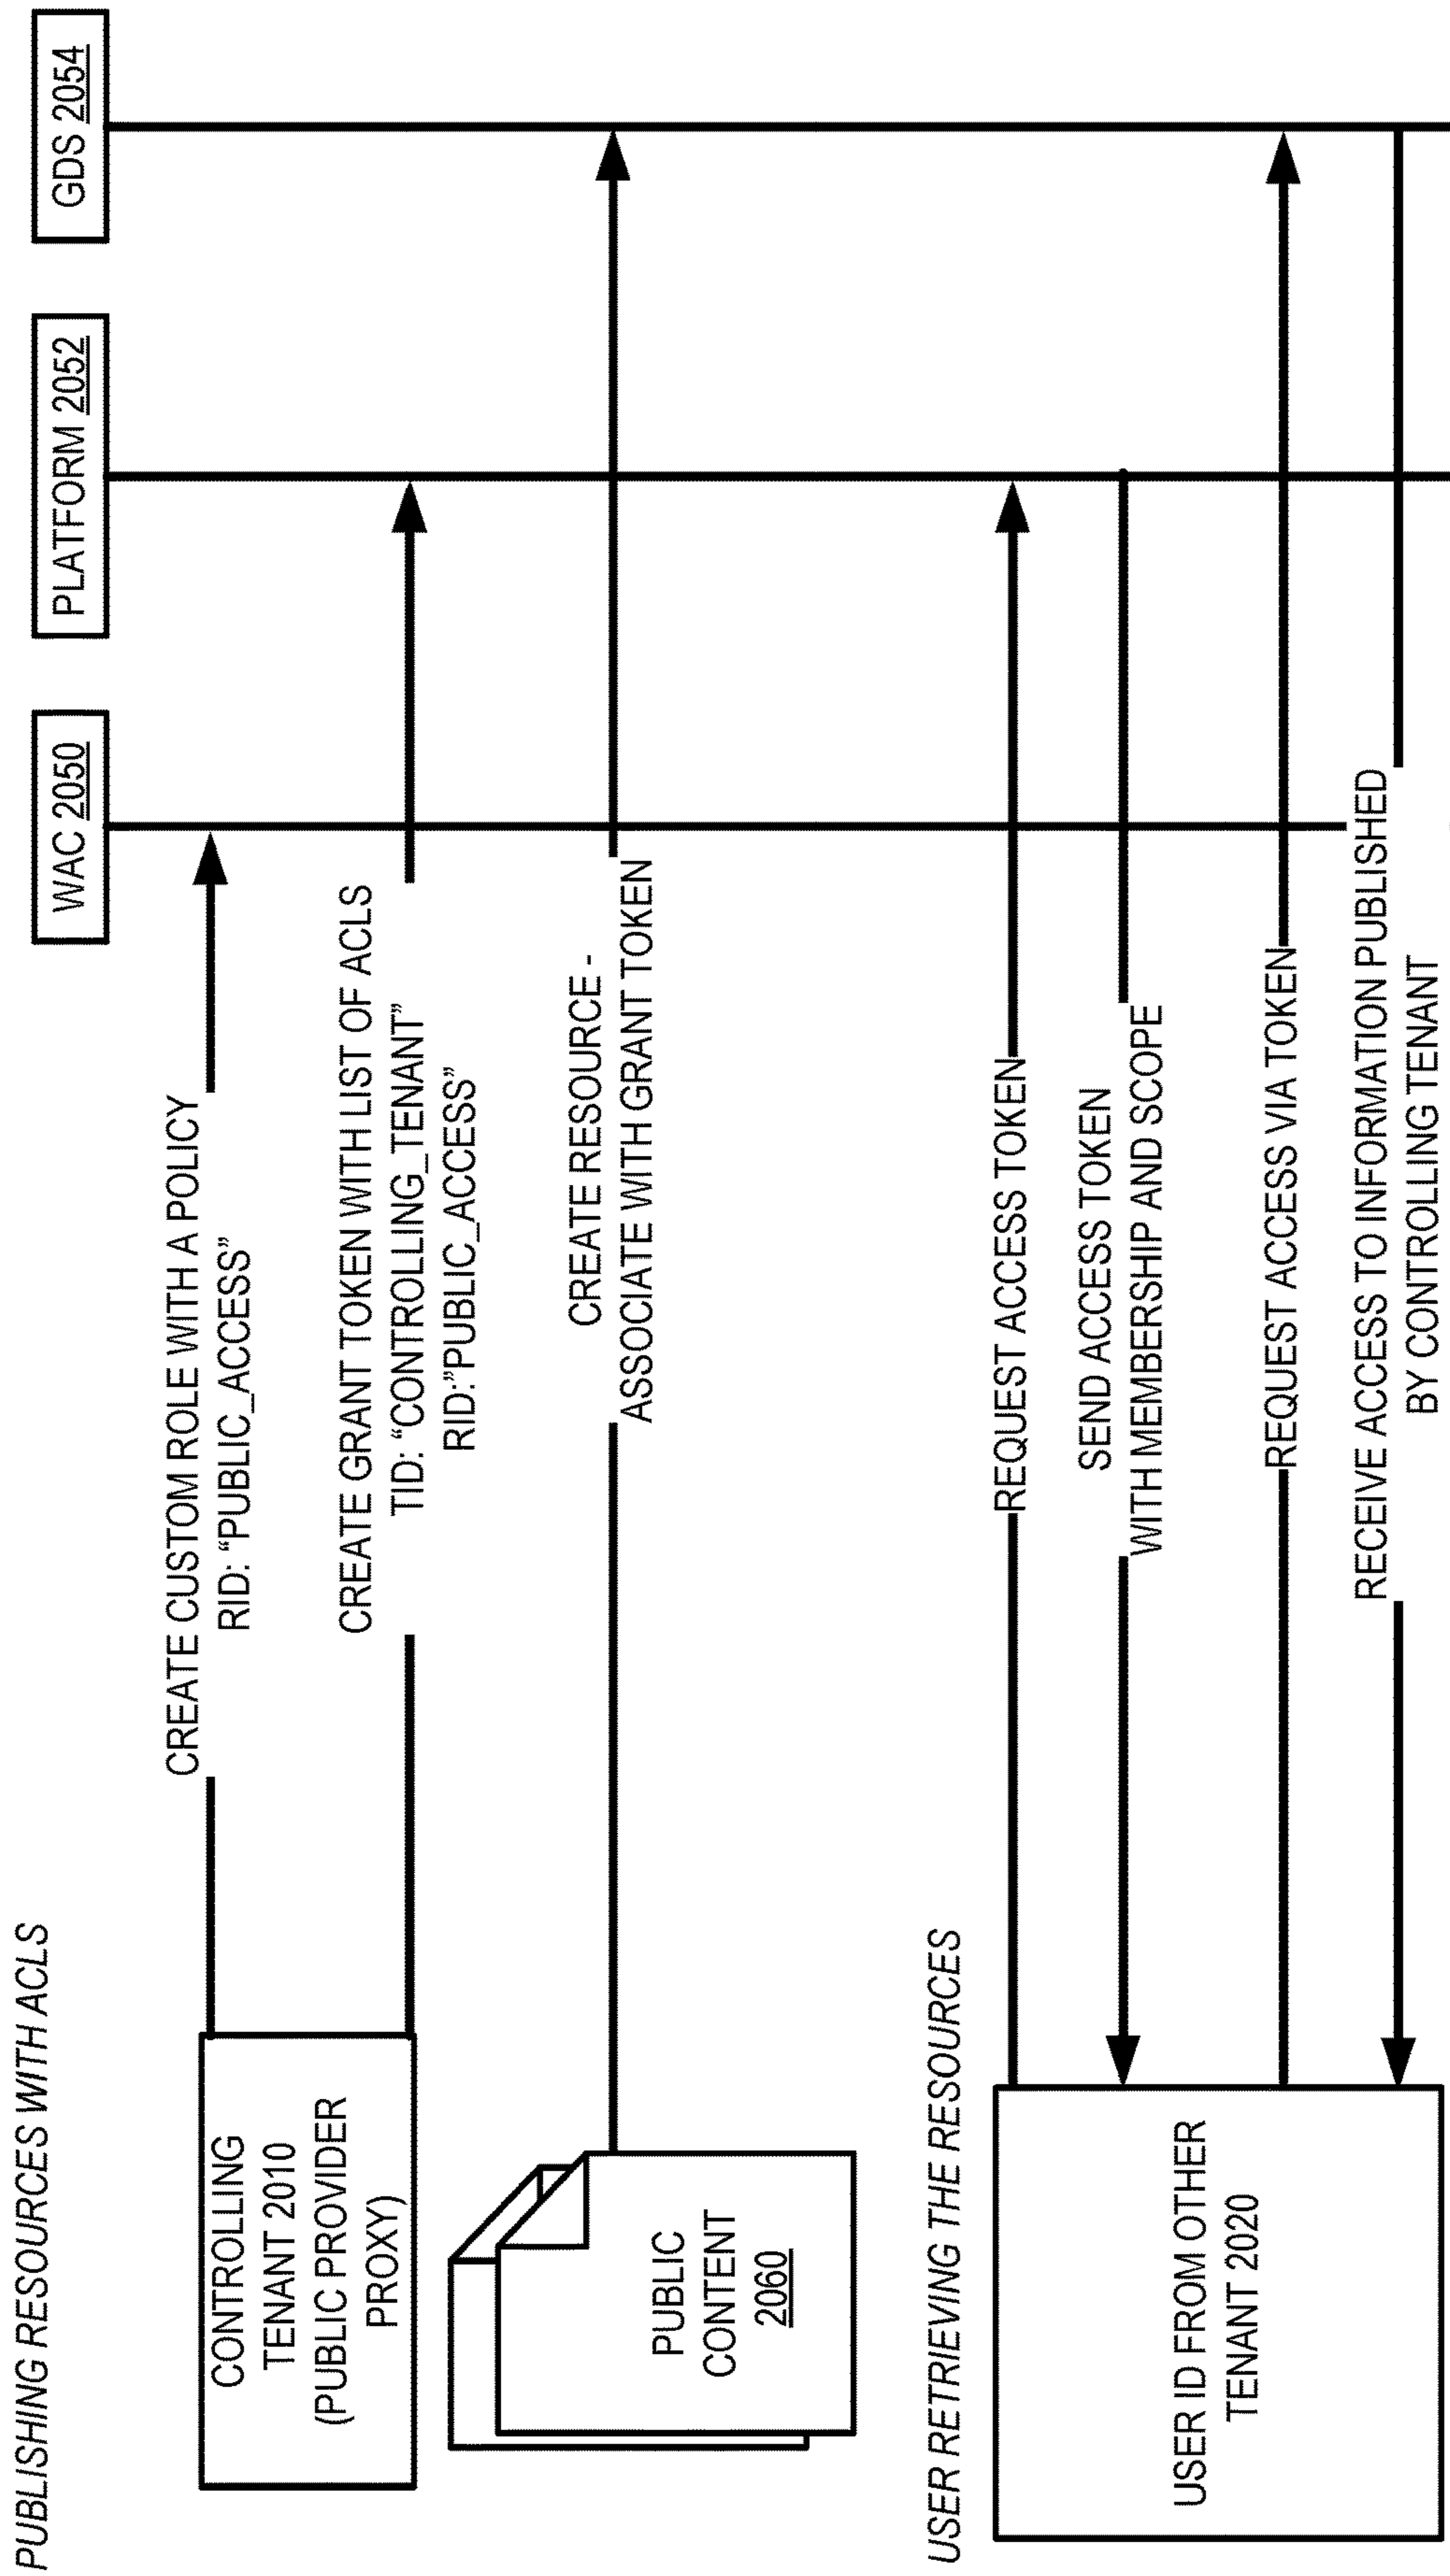 PUBLISHING RESOURCES WITH ACLS
WAC 2050
PLATFORM 2052
GDS 2054
CREATE CUSTOM ROLE WITH A POLICY
RID: “PUBLIC_ACCESS”
CONTROLLING
TENANT 2010
(PUBLIC PROVIDER
PROXY)
CREATE GRANT TOKEN WITH LIST OF ACLS
TID: “CONTROLLING_TENANT”
RID:”PUBLIC_ACCESS”
CREATE RESOURCE -
ASSOCIATE WITH GRANT TOKEN
PUBLIC
CONTENT
2060
USER RETRIEVING THE RESOURCES
REQUEST ACCESS TOKEN
SEND ACCESS TOKEN
WITH MEMBERSHIP AND SCOPE
USER ID FROM OTHER
TENANT 2020
REQUEST ACCESS VIA TOKEN
RECEIVE ACCESS TO INFORMATION PUBLISHED
BY CONTROLLING TENANT